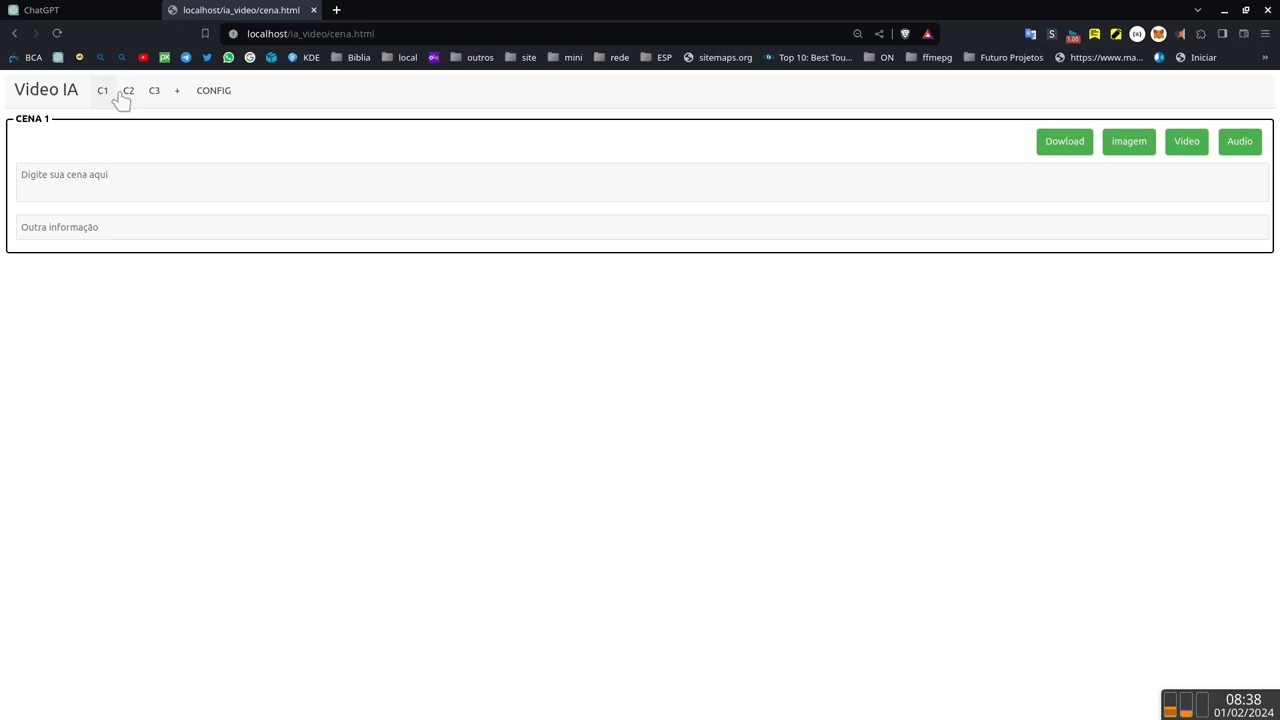 ChatGPT
localhost/ia_video/cena.html
localhost/ia_video/cena.html
BCA KDE Biblia local outros site mini rede ESP sitemaps.org Top 10: Best Tou... ON ffmepg Futuro Projetos https://www.ma... Iniciar »
Video IA C1 C2 C3 + CONFIG
CENA 1
Dowload imagem Video Audio
Digite sua cena aqui
Outra informação
08:38
01/02/2024